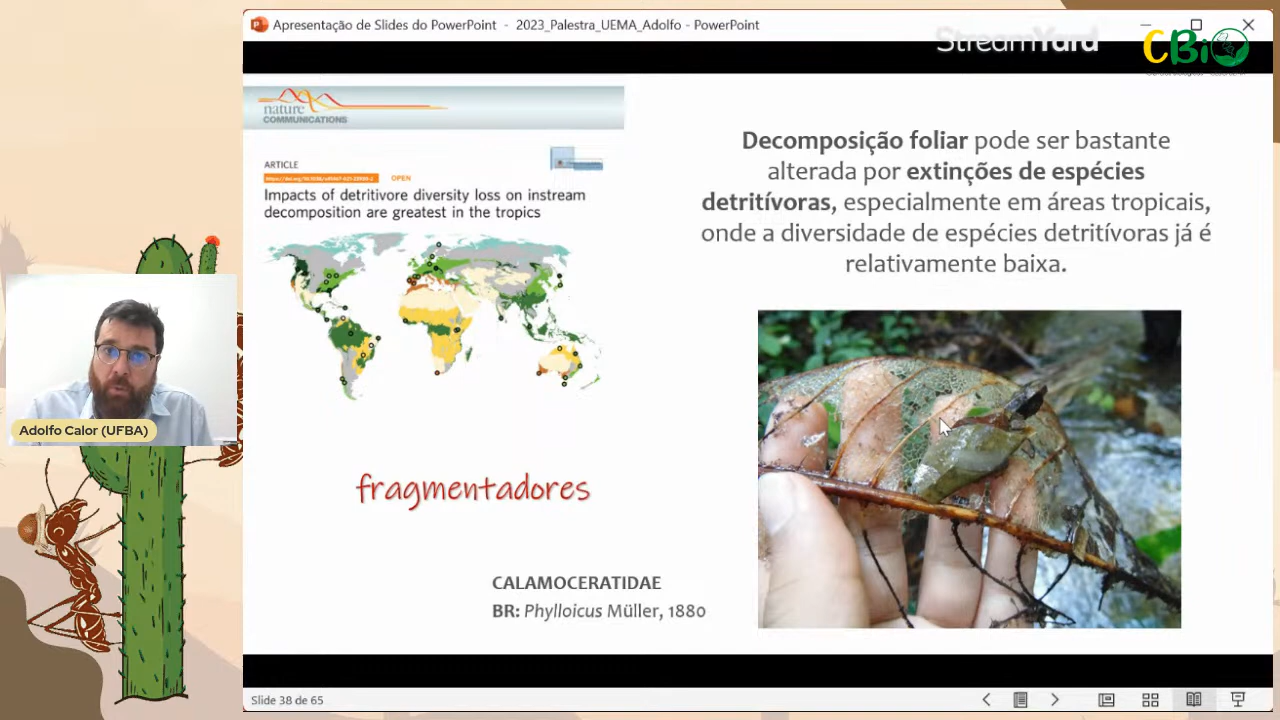 Apresentação de Slides do PowerPoint - 2023_Palestra_UEMA_Adolfo - PowerPoint
StreamYard
CBiO
nature
COMMUNICATIONS
ARTICLE
OPEN
Impacts of detritivore diversity loss on instream
decomposition are greatest in the tropics
Decomposição foliar pode ser bastante
alterada por extinções de espécies
detritívoras, especialmente em áreas tropicais,
onde a diversidade de espécies detritívoras já é
relativamente baixa.
Adolfo Calor (UFBA)
fragmentadores
CALAMOCERATIDAE
BR: Phylloicus Müller, 1880
Slide 38 de 65